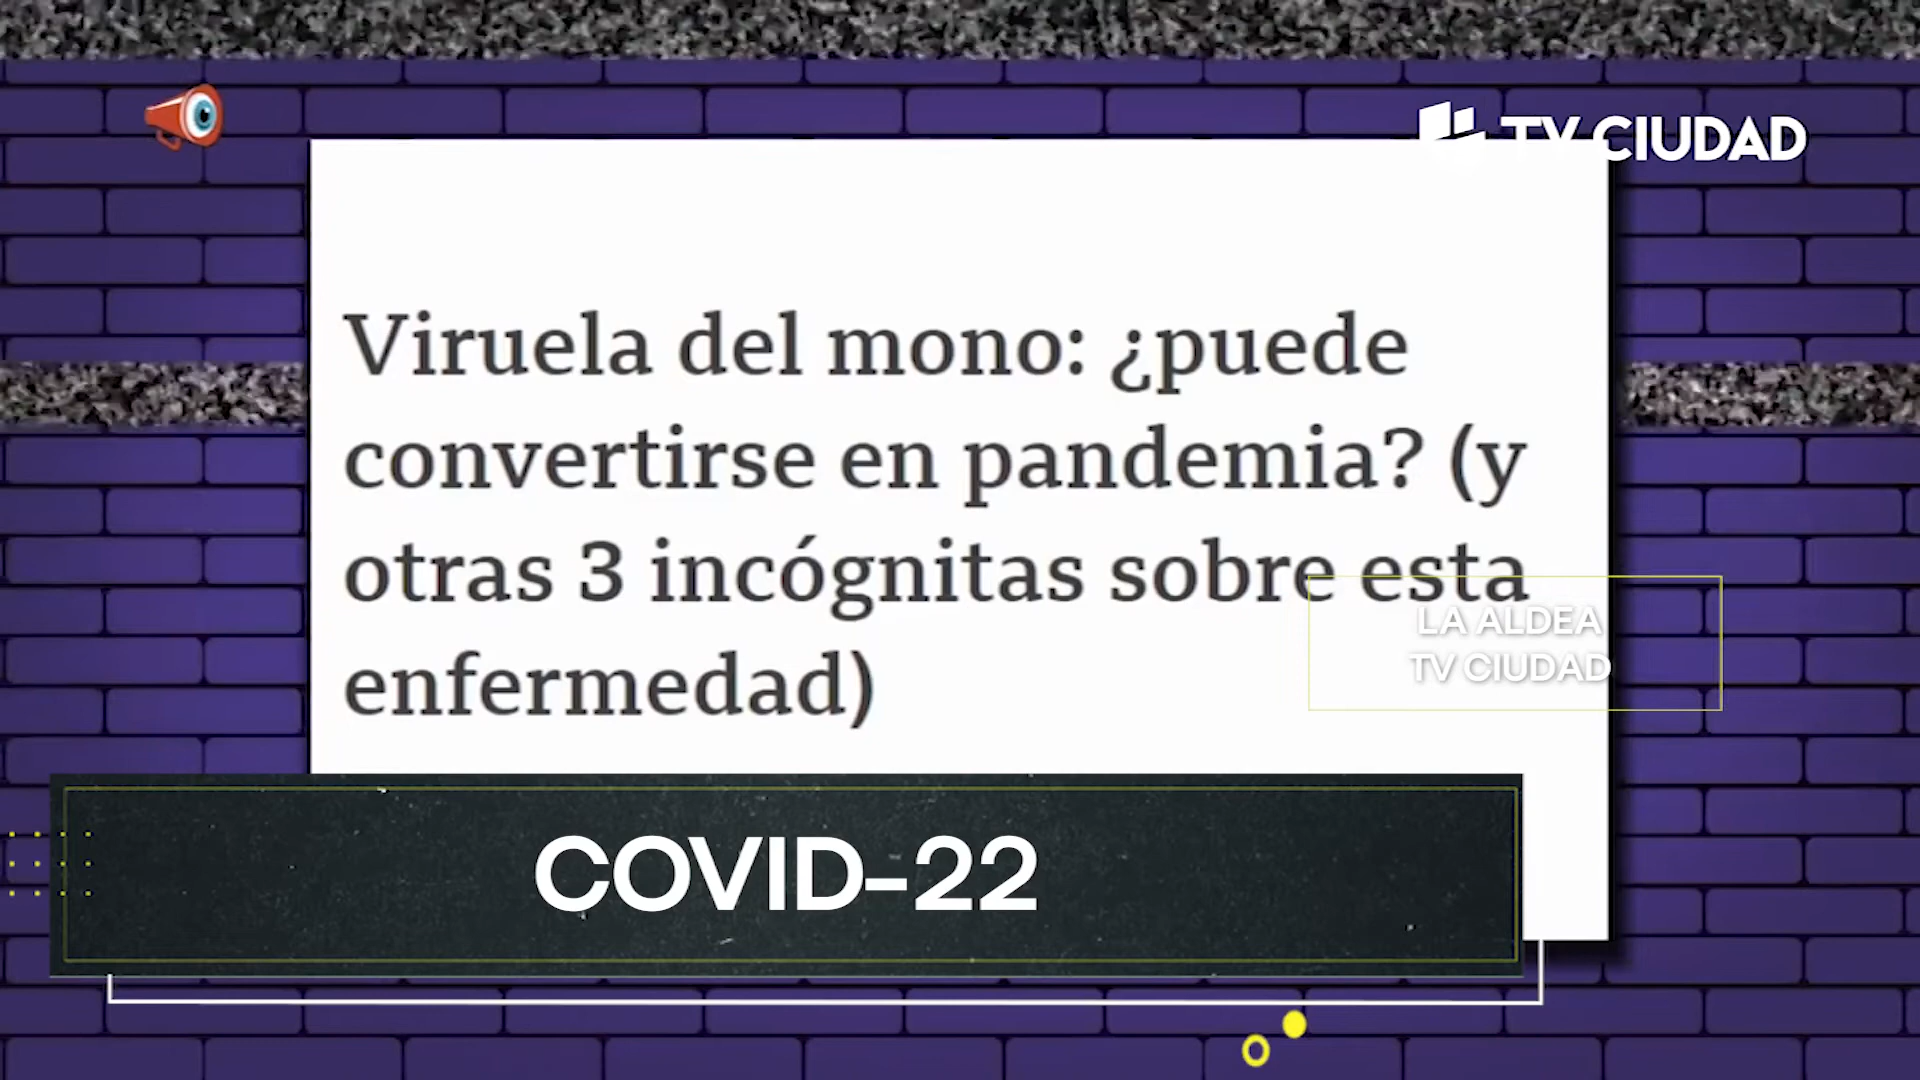 TV CIUDAD
Viruela del mono: ¿puede
convertirse en pandemia? (y
otras 3 incógnitas sobre esta
enfermedad)
LA ALDEA
TV CIUDAD
COVID-22